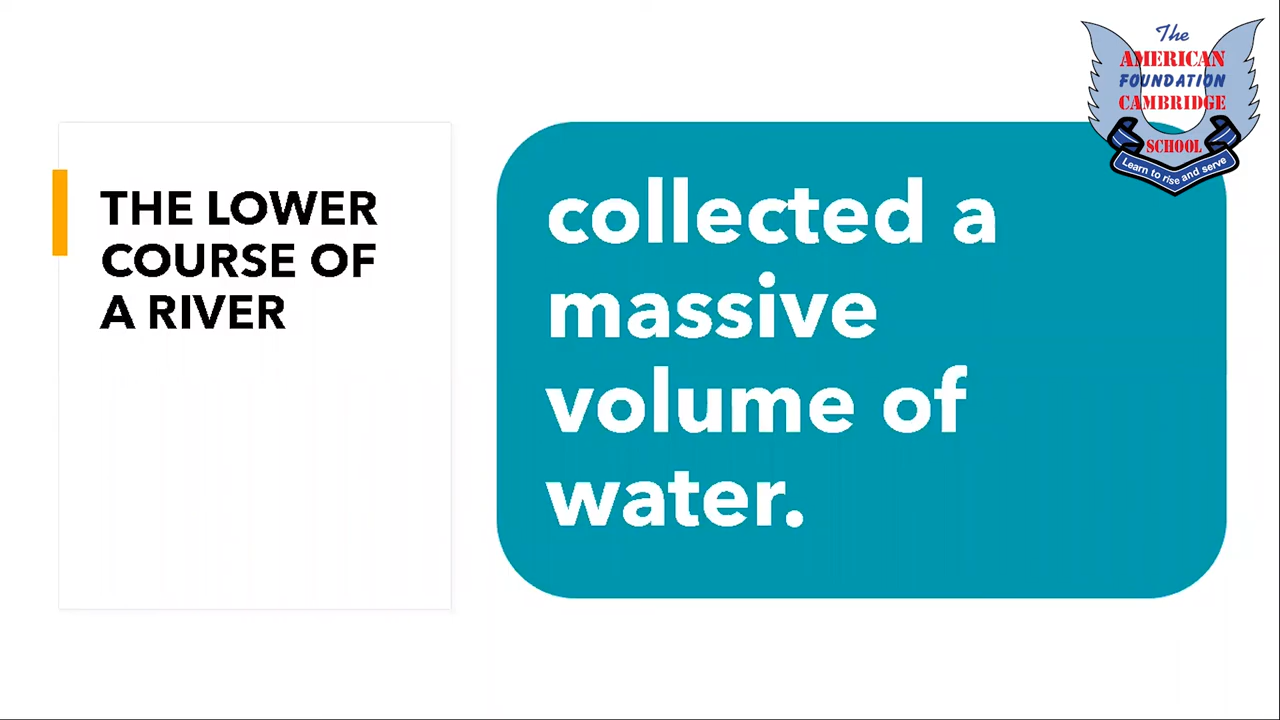 THE LOWER
COURSE OF
A RIVER
collected a
massive
volume of
water.
The
AMERICAN
FOUNDATION
CAMBRIDGE
SCHOOL
Learn to rise and serve